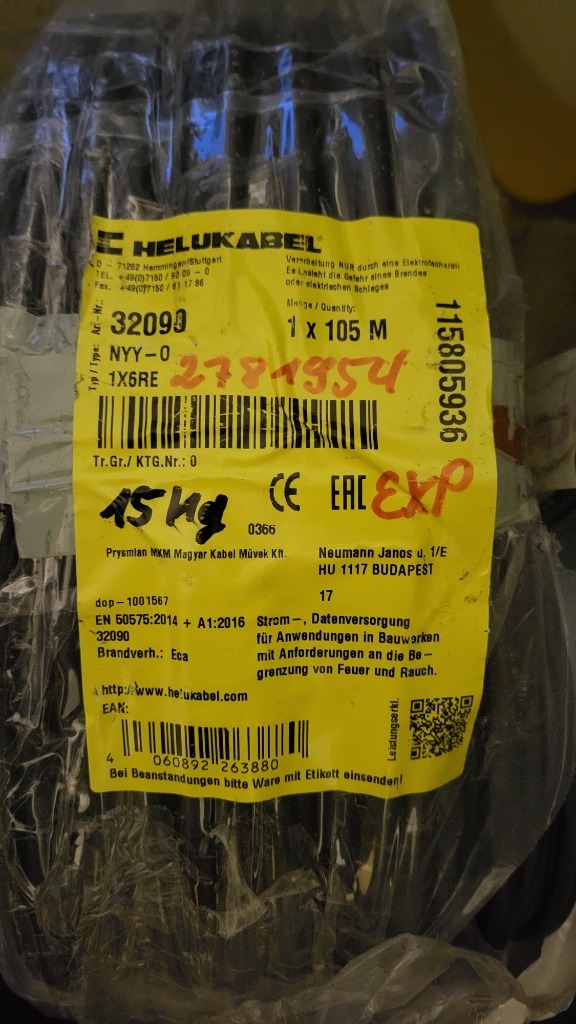 HELUKABEL®
D - 71282 Hemmingen/Stuttgart
TEL. +49(0)7150 / 92 09 - 0
Fax. +49(0)7150 / 81 17 86
Verarbeitung NUR durch eine Elektrofachkraft
Es besteht die Gefahr eines Brandes
oder elektrischen Schlages
Art-Nr.: 32090
Menge / Quantity:
1 x 105 M
Typ / Type: NYY-O
1X6RE
2781954
115805936
Tr.Gr./ KTG.Nr.: 0
15 Kg
CE
EAC
EXP
0366
Prysmian MKM Magyar Kabel Müvek Kft.
Neumann Janos u. 1/E
HU 1117 BUDAPEST
17
dop-1001567
EN 50575:2014 + A1:2016
32090
Brandverh.: Eca
Strom-, Datenversorgung
für Anwendungen in Bauwerken
mit Anforderungen an die Be-
grenzung von Feuer und Rauch.
http://www.helukabel.com
EAN:
4 060892 263880
Leistungserkl.
Bei Beanstandungen bitte Ware mit Etikett einsenden!